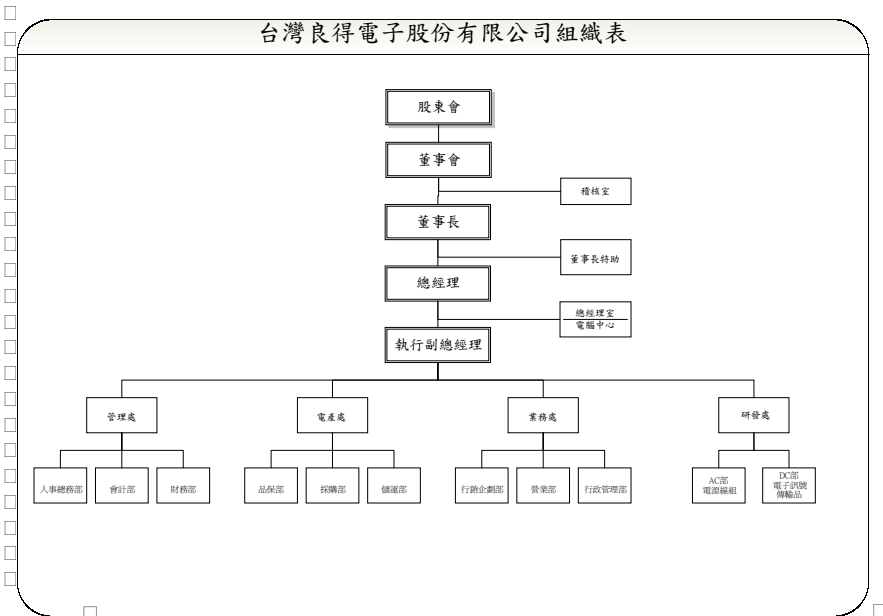 台灣良得電子股份有限公司組織表
股東會
董事會
稽核室
董事長
董事長特助
總經理
總經理室
電腦中心
執行副總經理
管理處
電產處
業務處
研發處
人事總務部
會計部
財務部
品保部
採購部
儲運部
行銷企劃部
營業部
行政管理部
AC部
電源線組
DC部
電子訊號
傳輸品